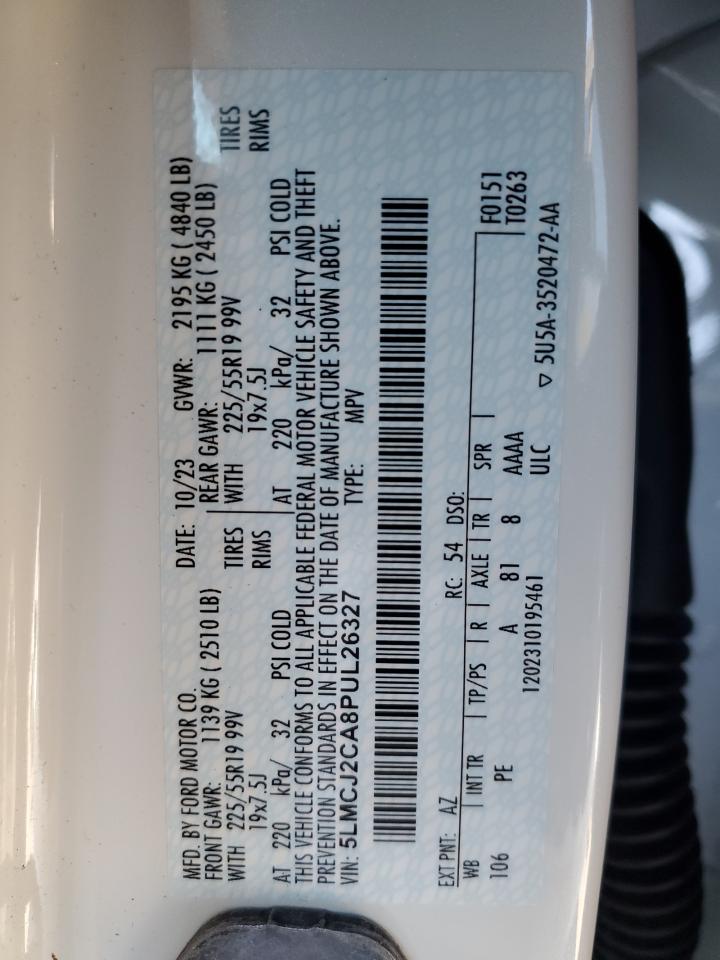 MFD. BY FORD MOTOR CO. DATE: 10/23 GVWR: 2195 KG ( 4840 LB)
FRONT GAWR: 1139 KG ( 2510 LB) REAR GAWR: 1111 KG ( 2450 LB)
WITH 225/55R19 99V TIRES WITH 225/55R19 99V TIRES
19x7.5J RIMS 19x7.5J RIMS
AT 220 kPa/ 32 PSI COLD AT 220 kPa/ 32 PSI COLD
THIS VEHICLE CONFORMS TO ALL APPLICABLE FEDERAL MOTOR VEHICLE SAFETY AND THEFT
PREVENTION STANDARDS IN EFFECT ON THE DATE OF MANUFACTURE SHOWN ABOVE.
VIN: 5LMCJ2CA8PUL26327 TYPE: MPV
EXT PNT: AZ RC: 54 DSO: F0151
WB INT TR TP/PS R AXLE TR SPR T0263
106 PE A 81 8 AAAA
1202310195461 ULC ▽ 5U5A-3520472-AA